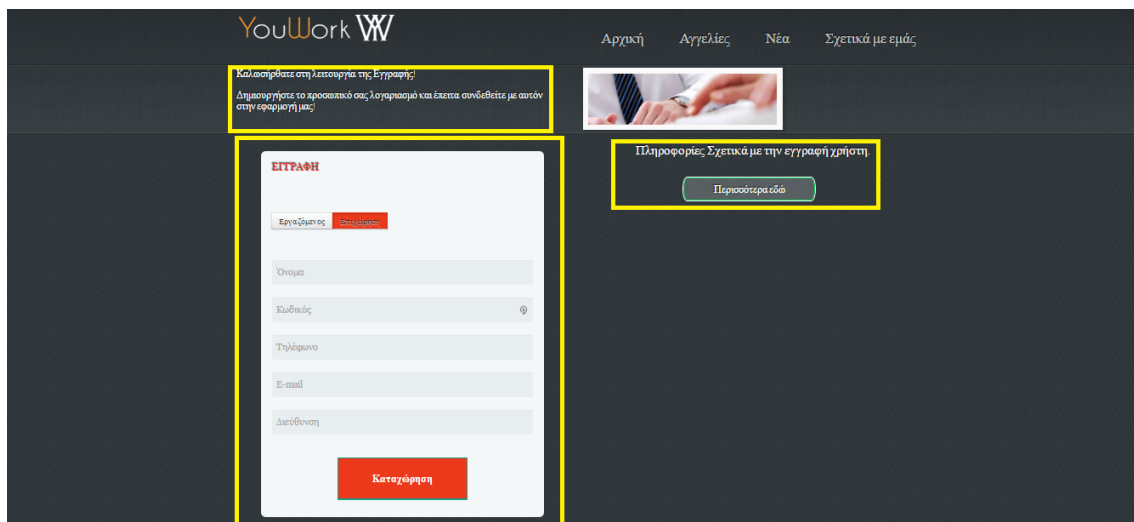 YouWork
Αρχική Αγγελίες Νέα Σχετικά με εμάς
Καλωσήρθατε στη λειτουργία της Εγγραφής!
Δημιουργήστε το προσωπικό σας λογαριασμό και έπειτα συνδεθείτε με αυτόν
στην εφαρμογή μας!
Πληροφορίες Σχετικά με την εγγραφή χρήστη.
Περισσότερα εδώ
ΕΓΓΡΑΦΗ
Εργαζόμενος
Όνομα
Κωδικός
Τηλέφωνο
E-mail
Διεύθυνση
Καταχώρηση